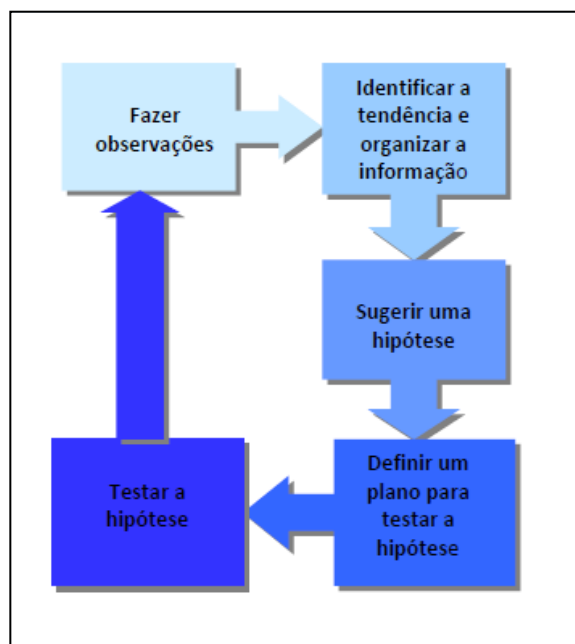 Fazer
observações
Identificar a
tendência e
organizar a
informação
Sugerir uma
hipótese
Definir um
plano para
testar a
hipótese
Testar a
hipótese